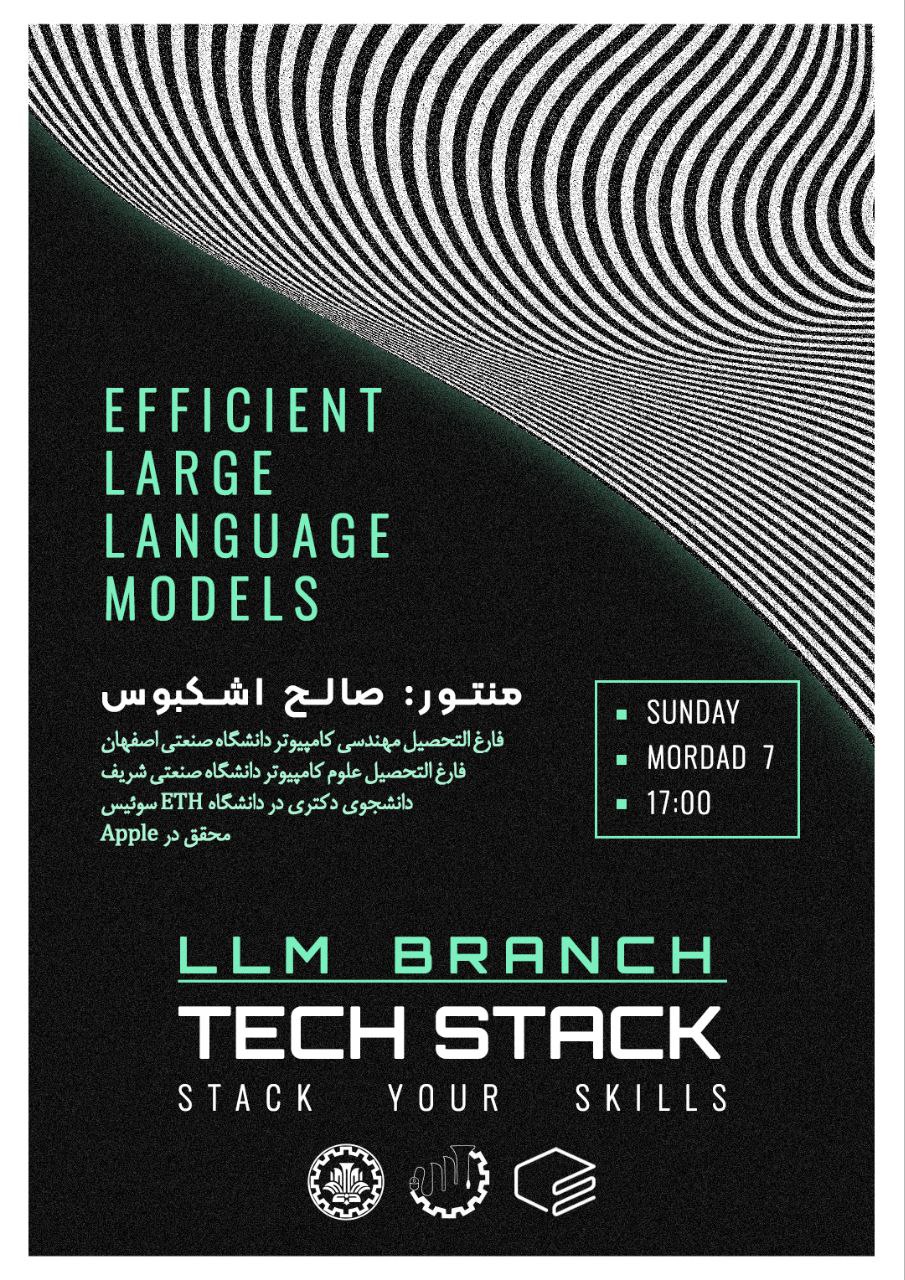 EFFICIENT
LARGE
LANGUAGE
MODELS
منتور: صالح اشکبوس
فارغ التحصیل مهندسی کامپیوتر دانشگاه صنعتی اصفهان
فارغ التحصیل علوم کامپیوتر دانشگاه صنعتی شریف
دانشجوی دکتری در دانشگاه ETH سوئیس
محقق در Apple
SUNDAY
MORDAD 7
17:00
LLM BRANCH
TECH STACK
STACK YOUR SKILLS